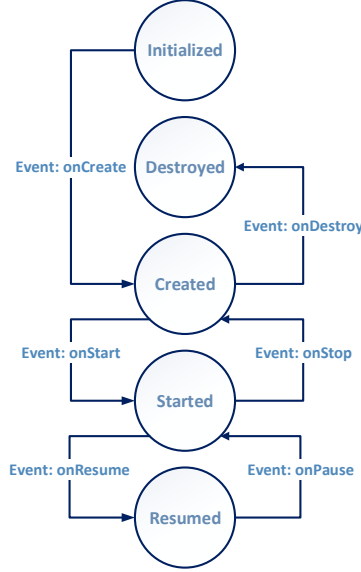 Initialized
Event: onCreate
Destroyed
Event: onDestroy
Created
Event: onStart
Event: onStop
Started
Event: onResume
Event: onPause
Resumed